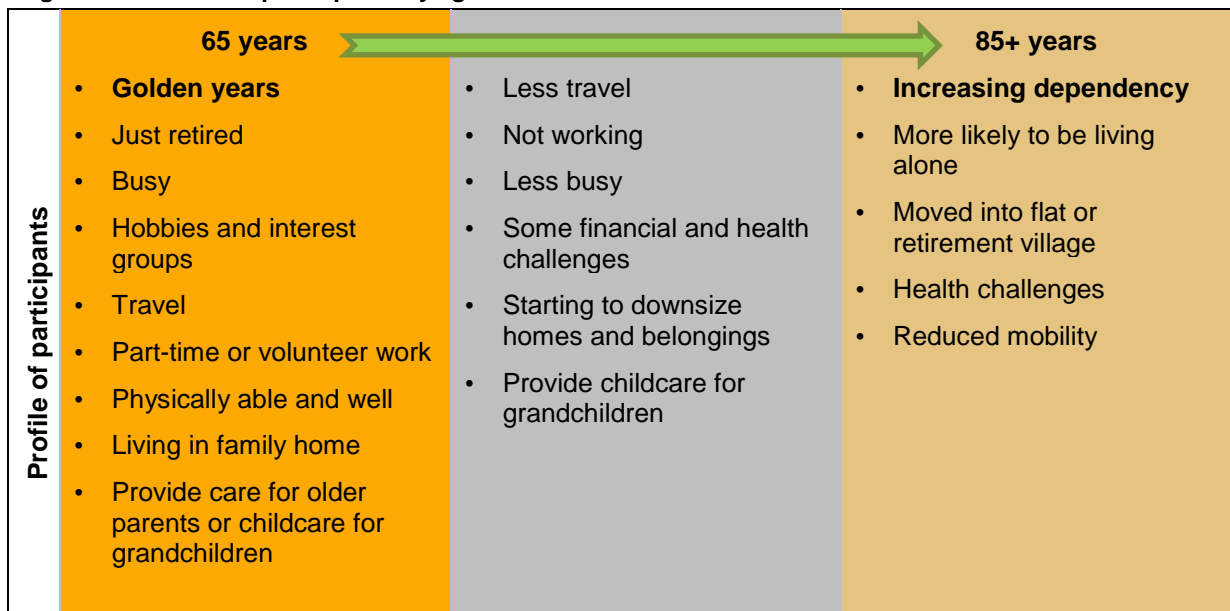 65 years
85+ years
Profile of participants
• Golden years
• Just retired
• Busy
• Hobbies and interest
groups
• Travel
• Part-time or volunteer work
• Physically able and well
• Living in family home
• Provide care for older
parents or childcare for
grandchildren
• Less travel
• Not working
• Less busy
• Some financial and health
challenges
• Starting to downsize
homes and belongings
• Provide childcare for
grandchildren
• Increasing dependency
• More likely to be living
alone
• Moved into flat or
retirement village
• Health challenges
• Reduced mobility